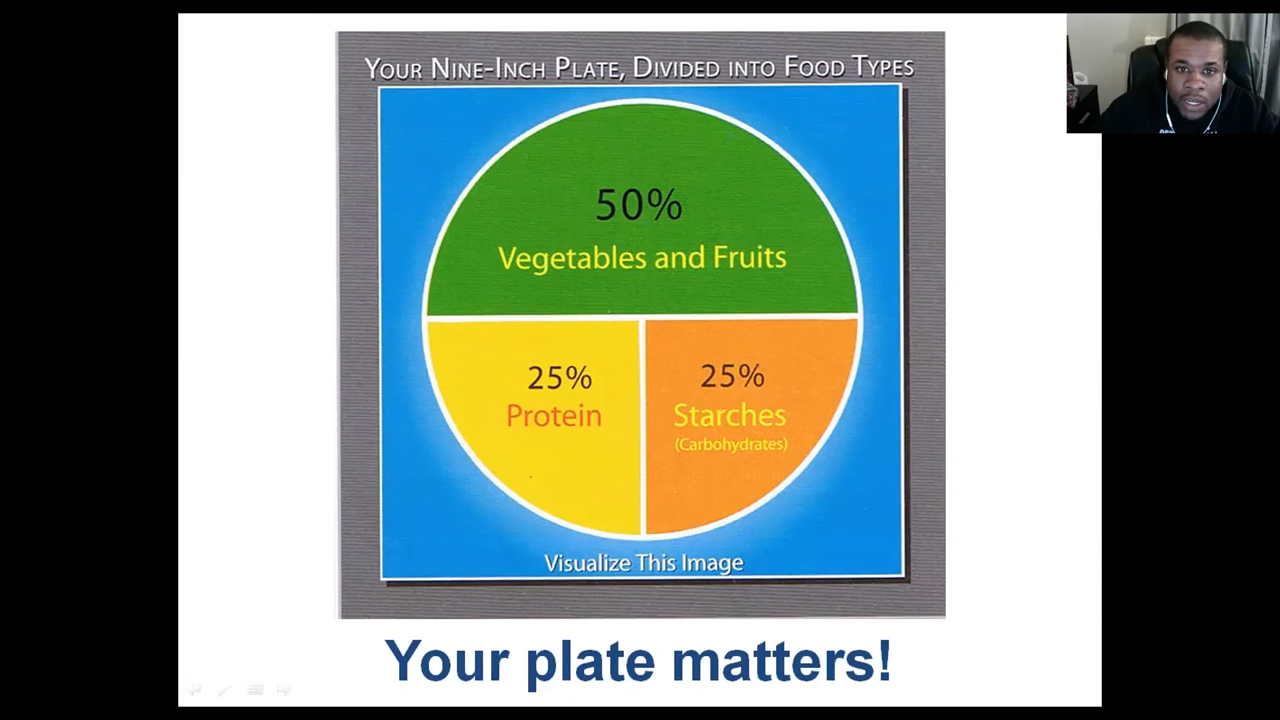 Your Nine-Inch Plate, Divided into Food Types
50%
Vegetables and Fruits
25%
Protein
25%
Starches
(Carbohydrates)
Visualize This Image
Your plate matters!